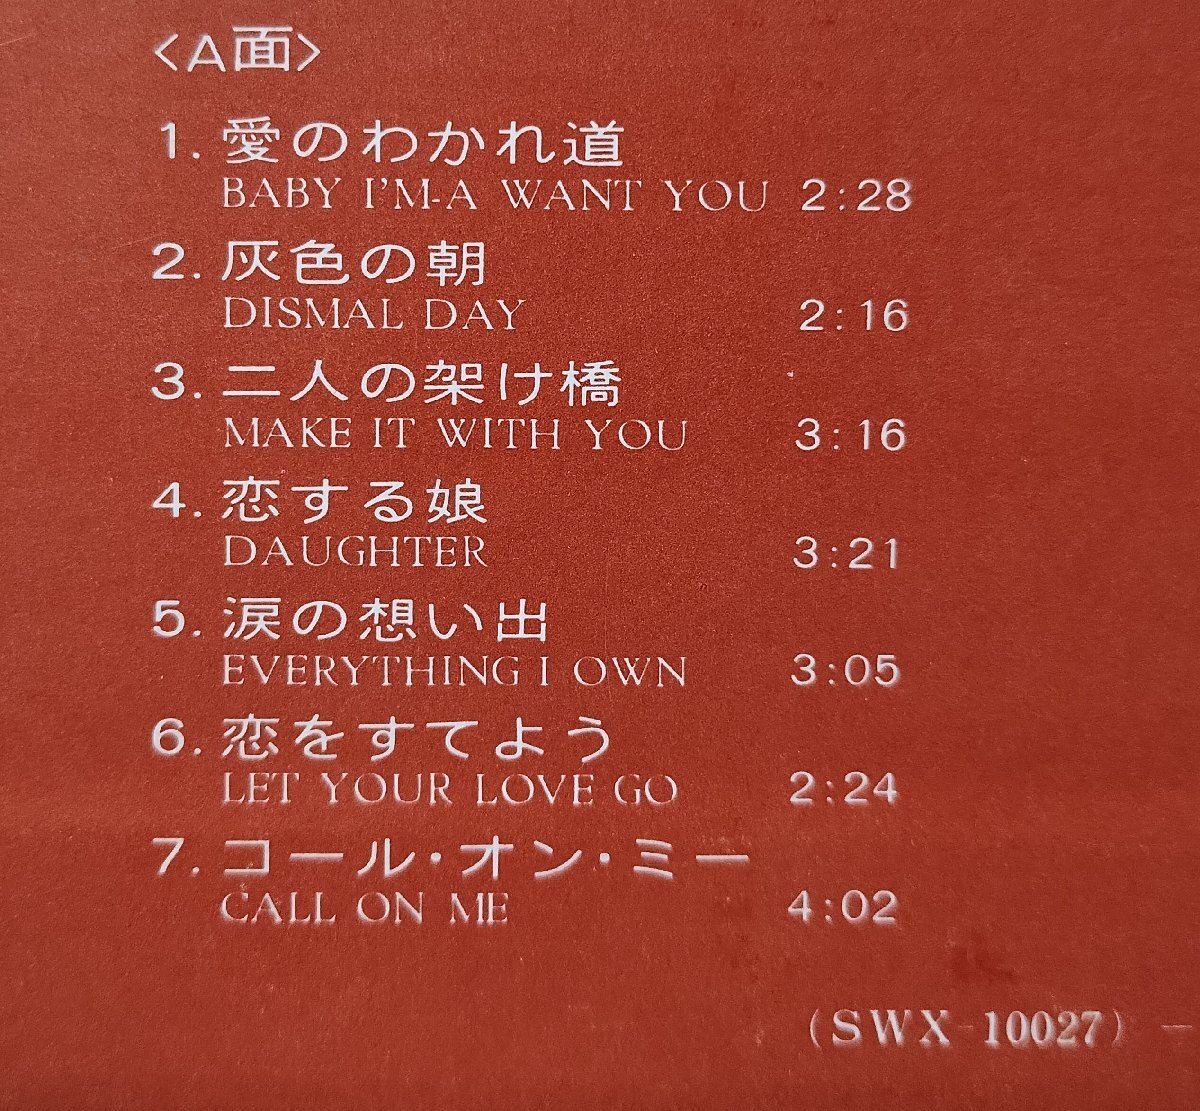 〈A面〉
1. 愛のわかれ道
BABY I'M-A WANT YOU 2:28
2. 灰色の朝
DISMAL DAY 2:16
3. 二人の架け橋
MAKE IT WITH YOU 3:16
4. 恋する娘
DAUGHTER 3:21
5. 涙の想い出
EVERYTHING I OWN 3:05
6. 恋をすてよう
LET YOUR LOVE GO 2:24
7. コール・オン・ミー
CALL ON ME 4:02
(SWX-10027)